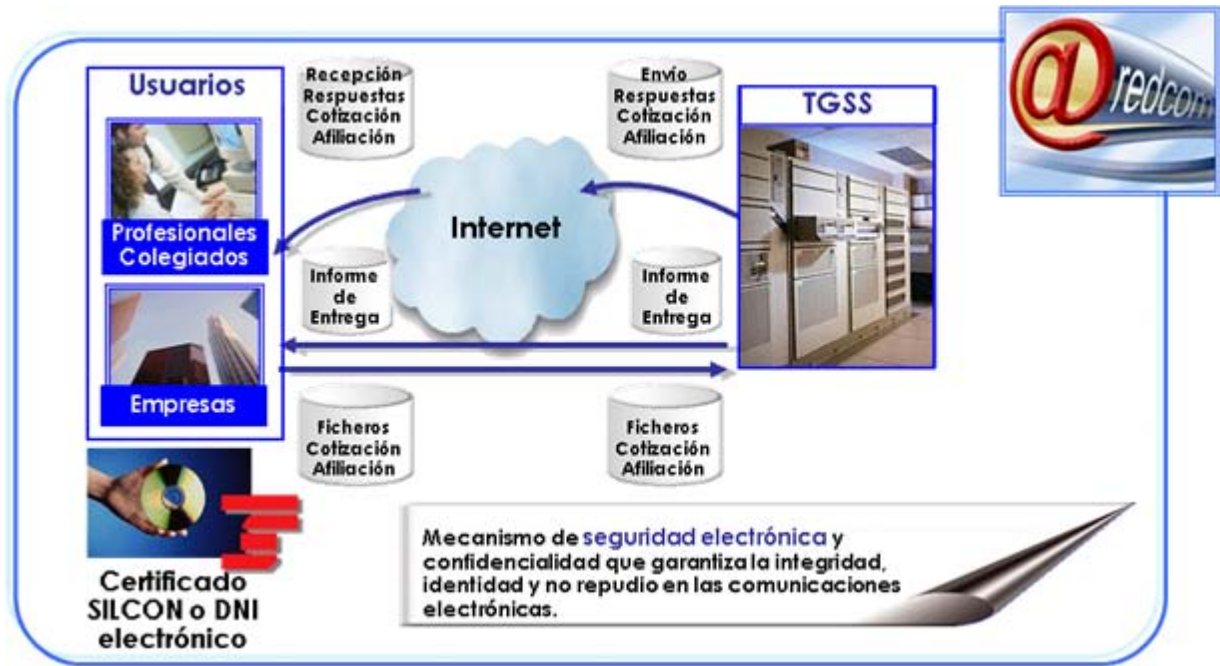 Usuarios
Profesionales
Colegiados
Empresas
Certificado
SILCON o DNI
electrónico
Recepción
Respuestas
Cotización
Afiliación
Envío
Respuestas
Cotización
Afiliación
Internet
Informe
de
Entrega
Informe
de
Entrega
Ficheros
Cotización
Afiliación
Ficheros
Cotización
Afiliación
TGSS
@redcom
Mecanismo de seguridad electrónica y
confidencialidad que garantiza la integridad,
identidad y no repudio en las comunicaciones
electrónicas.